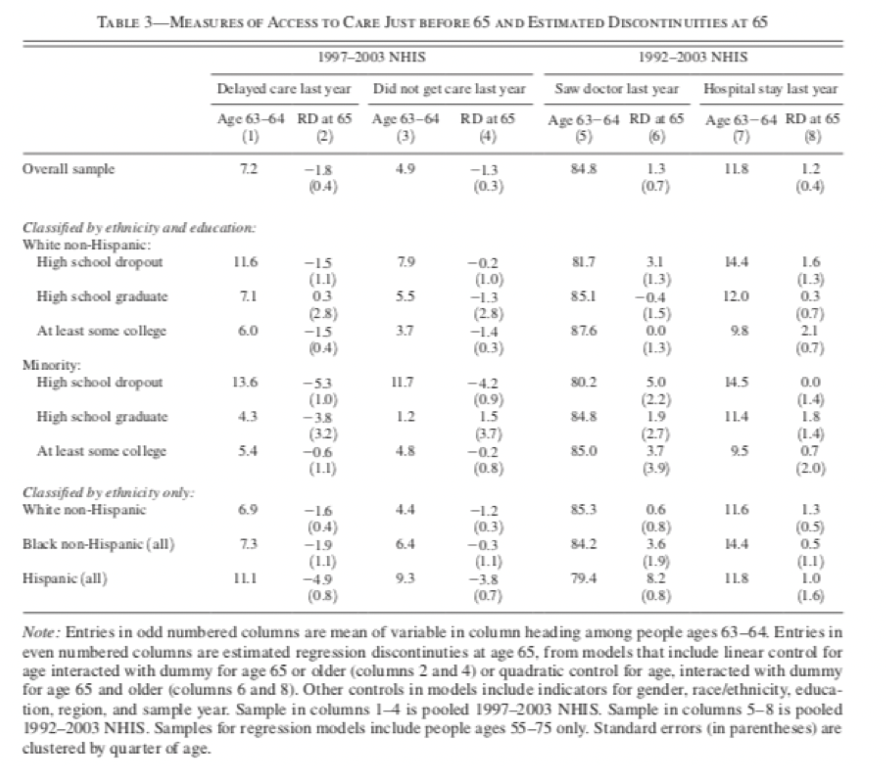 TABLE 3—MEASURES OF ACCESS TO CARE JUST BEFORE 65 AND ESTIMATED DISCONTINUITIES AT 65
1997–2003 NHIS 1992–2003 NHIS
Delayed care last year Did not get care last year Saw doctor last year Hospital stay last year
Age 63–64 RD at 65 Age 63–64 RD at 65 Age 63–64 RD at 65 Age 63–64 RD at 65
(1) (2) (3) (4) (5) (6) (7) (8)
Overall sample 7.2 −1.8 4.9 −1.3 84.8 1.3 11.8 1.2
(0.4) (0.3) (0.7) (0.4)
Classified by ethnicity and education:
White non-Hispanic:
High school dropout 11.6 −1.5 7.9 −0.2 81.7 3.1 14.4 1.6
(1.1) (1.0) (1.3) (1.3)
High school graduate 7.1 0.3 5.5 −1.3 85.1 −0.4 12.0 0.3
(2.8) (2.8) (1.5) (0.7)
At least some college 6.0 −1.5 3.7 −1.4 87.6 0.0 9.8 2.1
(0.4) (0.3) (1.3) (0.7)
Minority:
High school dropout 13.6 −5.3 11.7 −4.2 80.2 5.0 14.5 0.0
(1.0) (0.9) (2.2) (1.4)
High school graduate 4.3 −3.8 1.2 1.5 84.8 1.9 11.4 1.8
(3.2) (3.7) (2.7) (1.4)
At least some college 5.4 −0.6 4.8 −0.2 85.0 3.7 9.5 0.7
(1.1) (0.8) (3.9) (2.0)
Classified by ethnicity only:
White non-Hispanic 6.9 −1.6 4.4 −1.2 85.3 0.6 11.6 1.3
(0.4) (0.3) (0.8) (0.5)
Black non-Hispanic (all) 7.3 −1.9 6.4 −0.3 84.2 3.6 14.4 0.5
(1.1) (1.1) (1.9) (1.1)
Hispanic (all) 11.1 −4.9 9.3 −3.8 79.4 8.2 11.8 1.0
(0.8) (0.7) (0.8) (1.6)
Note: Entries in odd numbered columns are mean of variable in column heading among people ages 63–64. Entries in
even numbered columns are estimated regression discontinuties at age 65, from models that include linear control for
age interacted with dummy for age 65 or older (columns 2 and 4) or quadratic control for age, interacted with dummy
for age 65 and older (columns 6 and 8). Other controls in models include indicators for gender, race/ethnicity, educa-
tion, region, and sample year. Sample in columns 1–4 is pooled 1997–2003 NHIS. Sample in columns 5–8 is pooled
1992–2003 NHIS. Samples for regression models include people ages 55–75 only. Standard errors (in parentheses) are
clustered by quarter of age.